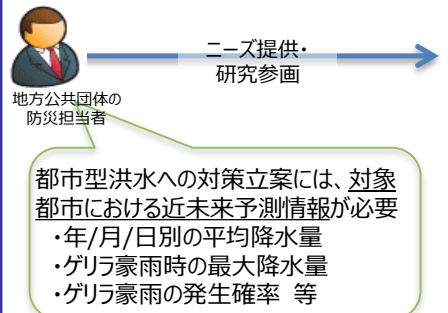 ニーズ提供・
研究参画
地方公共団体の
防災担当者
都市型洪水への対策立案には、対象
都市における近未来予測情報が必要
・年/月/日別の平均降水量
・ゲリラ豪雨時の最大降水量
・ゲリラ豪雨の発生確率 等